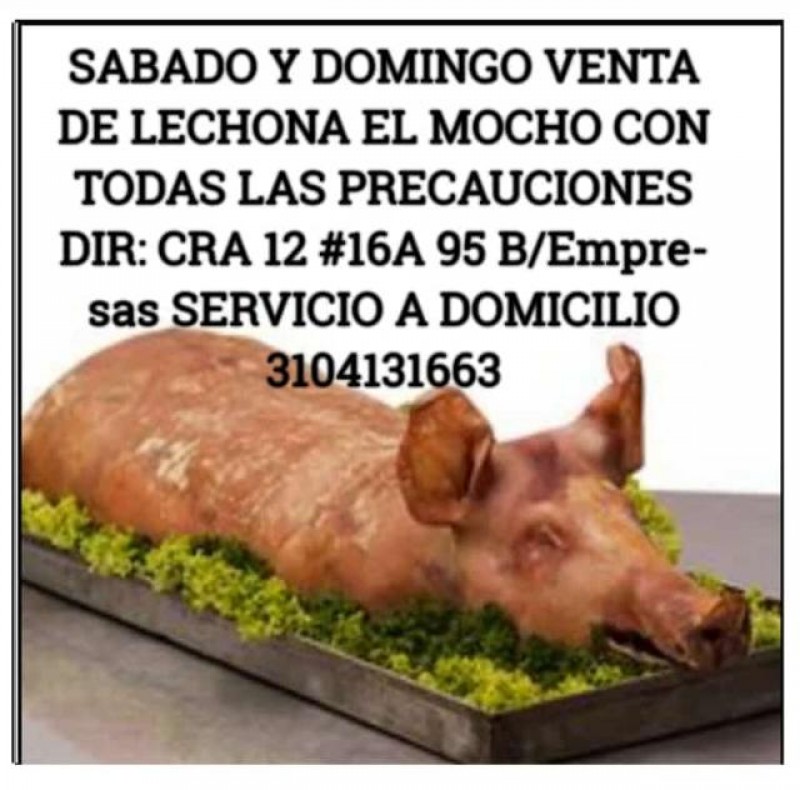 SABADO Y DOMINGO VENTA
DE LECHONA EL MOCHO CON
TODAS LAS PRECAUCIONES
DIR: CRA 12 #16A 95 B/Empre-
sas SERVICIO A DOMICILIO
3104131663